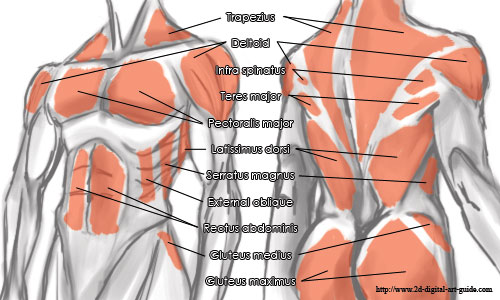 Trapezius
Deltoid
Infra spinatus
Teres major
Pectoralis major
Latissimus dorsi
Serratus magnus
External oblique
Rectus abdominis
Gluteus medius
Gluteus maximus
http://www.2d-digital-art-guide.com